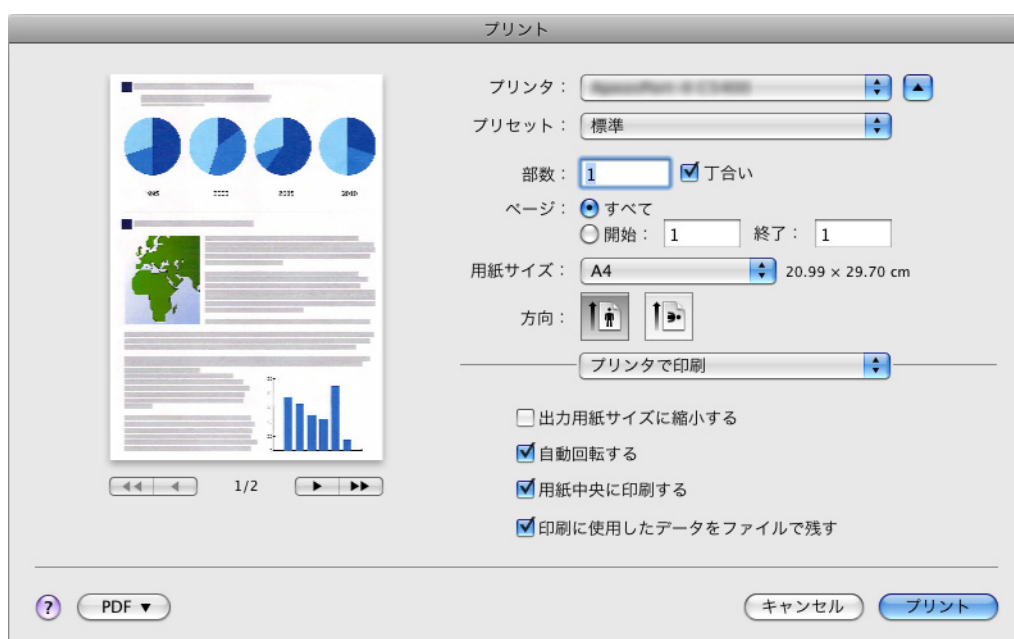 プリント
プリンタ：
プリセット： 標準
部数： 1 丁合い
ページ： すべて
開始： 1 終了： 1
用紙サイズ： A4 20.99 × 29.70 cm
方向：
プリンタで印刷
出力用紙サイズに縮小する
自動回転する
用紙中央に印刷する
印刷に使用したデータをファイルで残す
1/2
? PDF ▼ キャンセル プリント